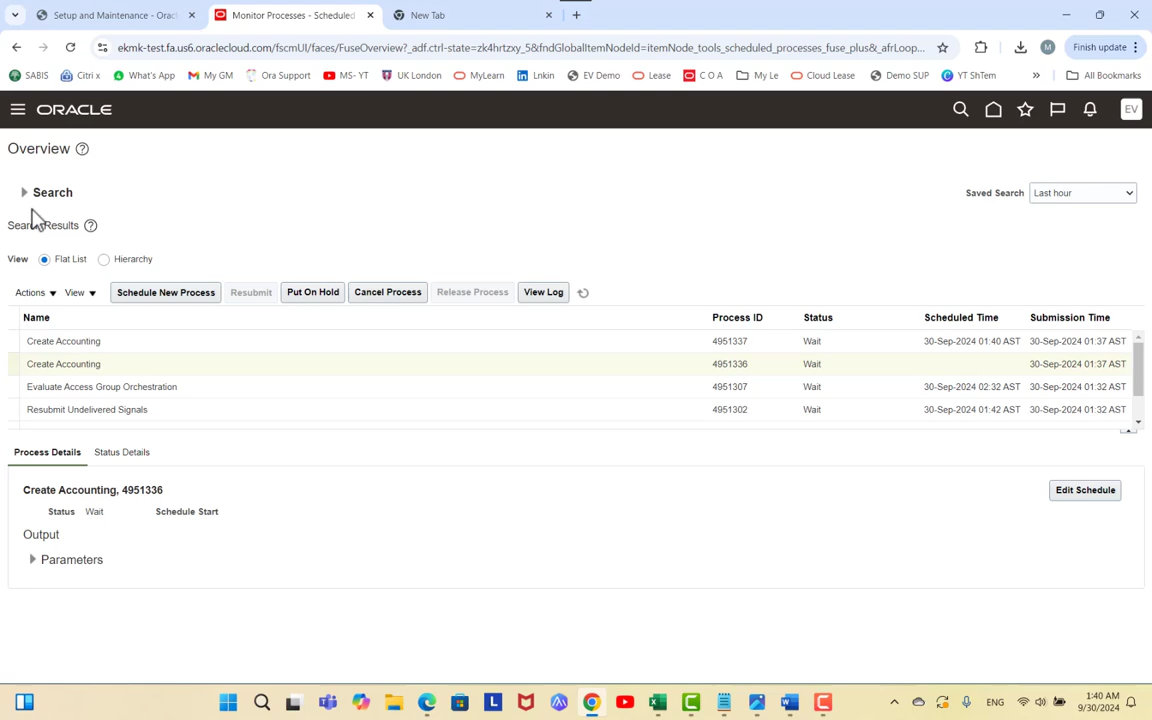 Setup and Maintenance - Oracl
Monitor Processes - Scheduled
New Tab
ekmk-test.fa.us6.oraclecloud.com/fscmUI/faces/FuseOverview?_adf.ctrl-state=zk4hrtzxy_5&fndGlobalItemNodeId=itemNode_tools_scheduled_processes_fuse_plus&_afrLoop...
M
Finish update
SABIS
Citri x
What's App
My GM
Ora Support
MS- YT
UK London
MyLearn
Lnkin
EV Demo
Lease
C O A
My Le
Cloud Lease
Demo SUP
YT ShTem
»
All Bookmarks
ORACLE
EV
Overview
Search
Saved Search
Last hour
Search Results
View
Flat List
Hierarchy
Actions
View
Schedule New Process
Resubmit
Put On Hold
Cancel Process
Release Process
View Log
Name
Process ID
Status
Scheduled Time
Submission Time
Create Accounting 4951337 Wait 30-Sep-2024 01:40 AST 30-Sep-2024 01:37 AST
Create Accounting 4951336 Wait 30-Sep-2024 01:37 AST
Evaluate Access Group Orchestration 4951307 Wait 30-Sep-2024 02:32 AST 30-Sep-2024 01:32 AST
Resubmit Undelivered Signals 4951302 Wait 30-Sep-2024 01:42 AST 30-Sep-2024 01:32 AST
Process Details
Status Details
Create Accounting, 4951336
Edit Schedule
Status Wait
Schedule Start
Output
Parameters
ENG
1:40 AM
9/30/2024